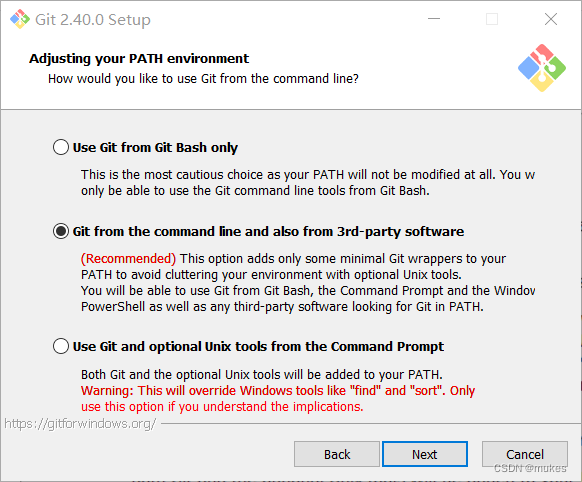 Git 2.40.0 Setup
Adjusting your PATH environment
How would you like to use Git from the command line?
Use Git from Git Bash only
This is the most cautious choice as your PATH will not be modified at all. You w
only be able to use the Git command line tools from Git Bash.
Git from the command line and also from 3rd-party software
(Recommended) This option adds only some minimal Git wrappers to your
PATH to avoid cluttering your environment with optional Unix tools.
You will be able to use Git from Git Bash, the Command Prompt and the Window
PowerShell as well as any third-party software looking for Git in PATH.
Use Git and optional Unix tools from the Command Prompt
Both Git and the optional Unix tools will be added to your PATH.
Warning: This will override Windows tools like "find" and "sort". Only
use this option if you understand the implications.
https://gitforwindows.org/
Back Next Cancel
CSDN @mukes